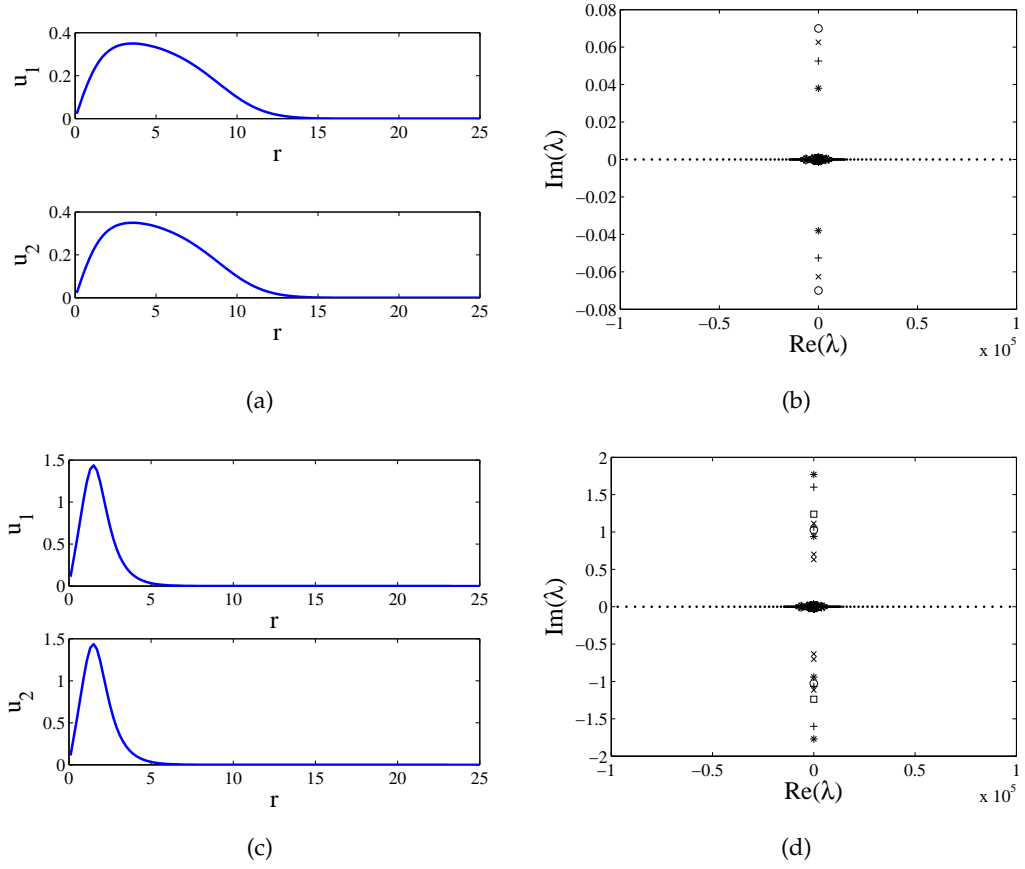 0.4
0.2
0
u1
0 5 10 15 20 25
r
0.4
0.2
0
u2
0 5 10 15 20 25
r
(a)
0.08
0.06
0.04
0.02
0
−0.02
−0.04
−0.06
−0.08
Im(λ)
−1 −0.5 0 0.5 1
Re(λ)
x 10^5
(b)
1.5
1
0.5
0
u1
0 5 10 15 20 25
r
1.5
1
0.5
0
u2
0 5 10 15 20 25
r
(c)
2
1.5
1
0.5
0
−0.5
−1
−1.5
−2
Im(λ)
−1 −0.5 0 0.5 1
Re(λ)
x 10^5
(d)